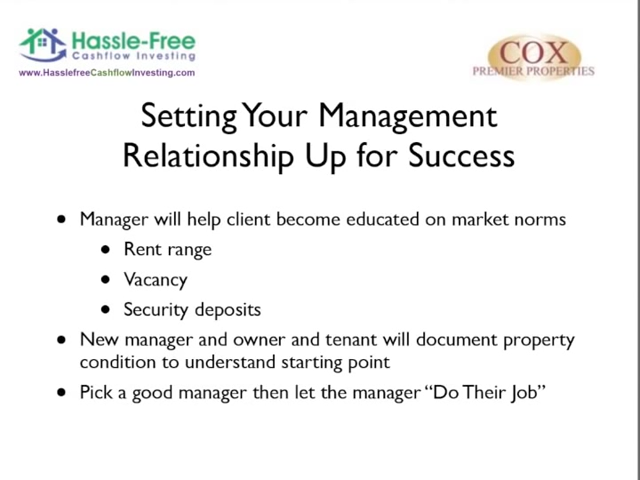 Hassle-Free
Cashflow Investing
www.HasslefreeCashflowInvesting.com
COX
PREMIER PROPERTIES
Setting Your Management
Relationship Up for Success
• Manager will help client become educated on market norms
• Rent range
• Vacancy
• Security deposits
• New manager and owner and tenant will document property
condition to understand starting point
• Pick a good manager then let the manager “Do Their Job”